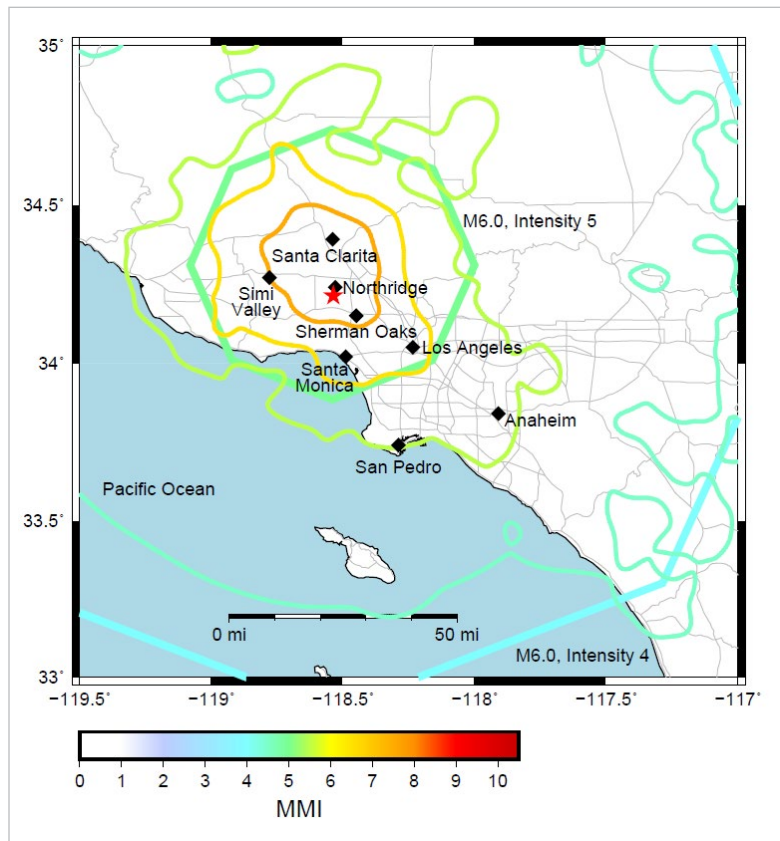 35˚
34.5˚
M6.0, Intensity 5
Santa Clarita
Northridge
Simi
Valley
Sherman Oaks
34˚
Los Angeles
Santa
Monica
Anaheim
San Pedro
Pacific Ocean
33.5˚
0 mi 50 mi
M6.0, Intensity 4
33˚
−119.5˚ −119˚ −118.5˚ −118˚ −117.5˚ −117˚
0 1 2 3 4 5 6 7 8 9 10
MMI